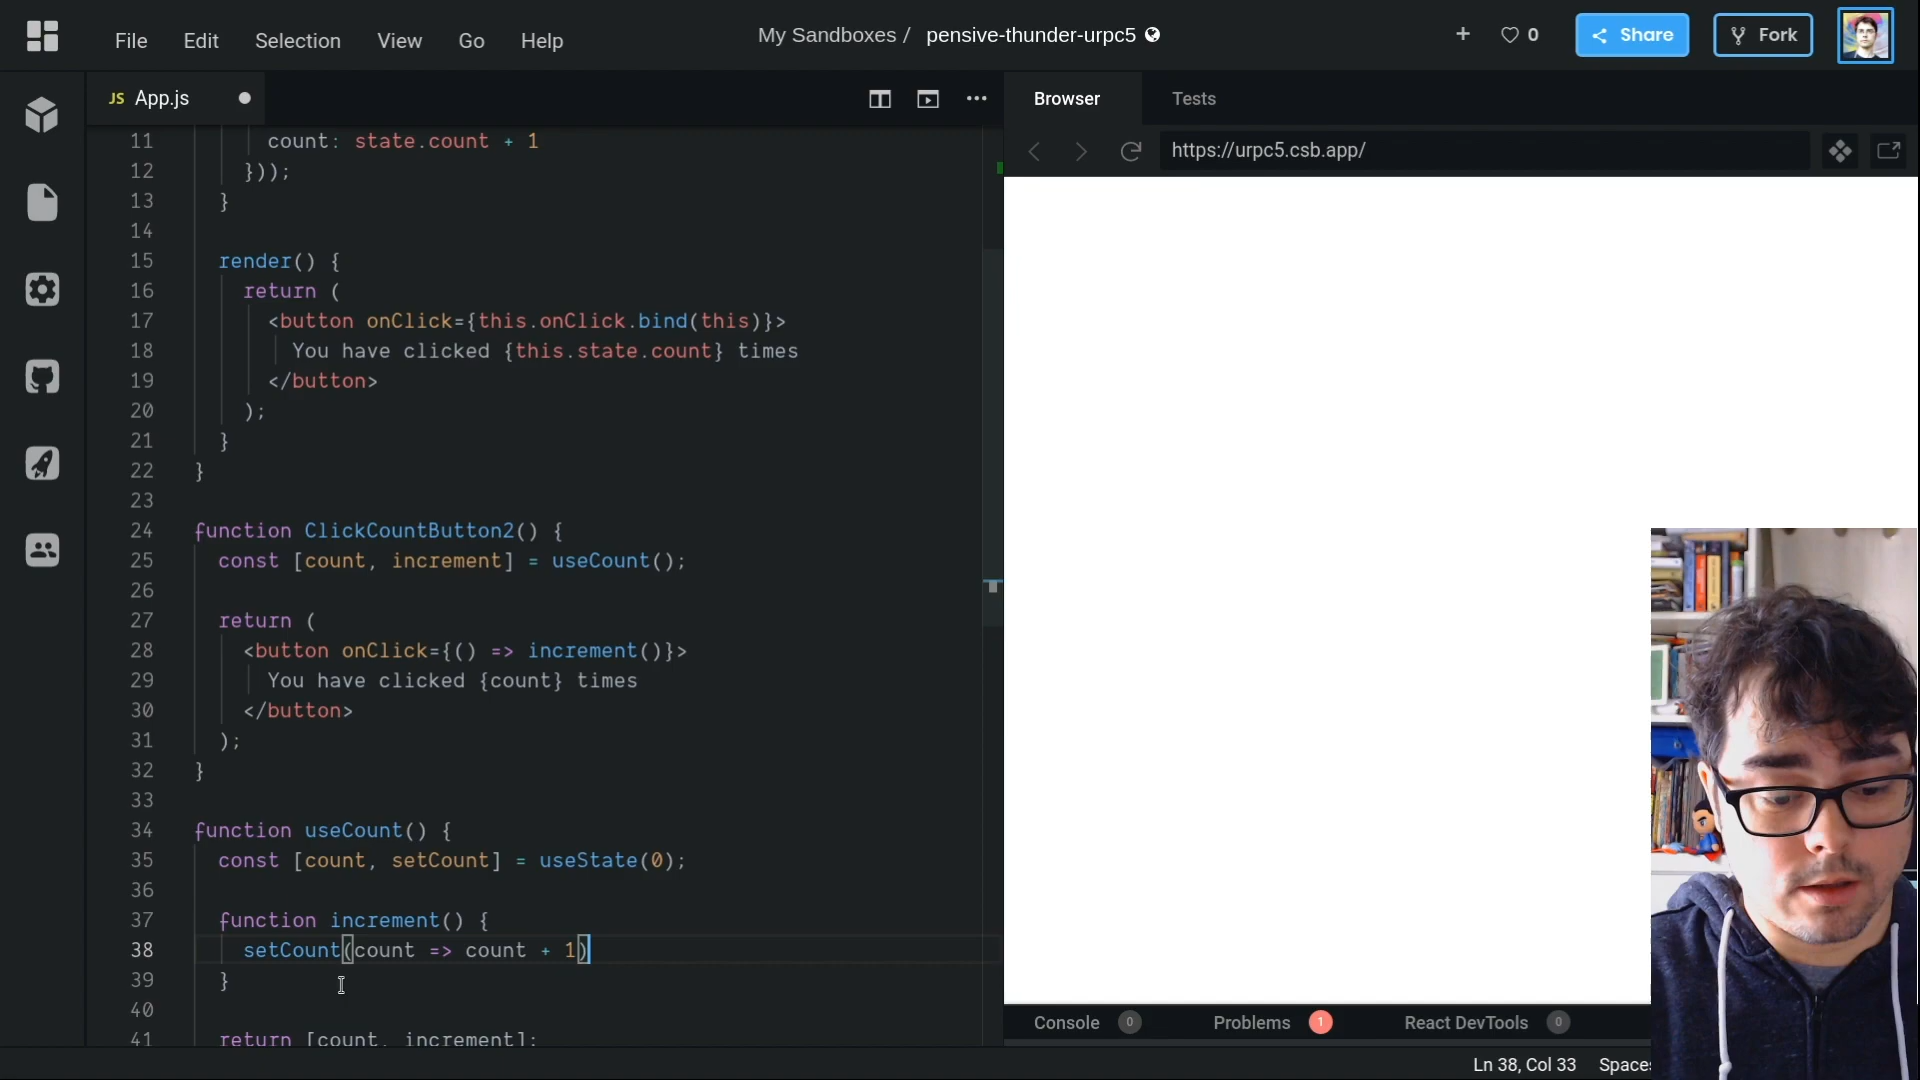 File Edit Selection View Go Help
My Sandboxes / pensive-thunder-urpc5
+ 0 Share Fork
JS App.js
Browser Tests
https://urpc5.csb.app/
11 count: state.count + 1
12 }));
13 }
14
15 render() {
16 return (
17 <button onClick={this.onClick.bind(this)}>
18 You have clicked {this.state.count} times
19 </button>
20 );
21 }
22 }
23
24 function ClickCountButton2() {
25 const [count, increment] = useCount();
26
27 return (
28 <button onClick={() => increment()}>
29 You have clicked {count} times
30 </button>
31 );
32 }
33
34 function useCount() {
35 const [count, setCount] = useState(0);
36
37 function increment() {
38 setCount(count => count + 1)
39 }
40
41 return [count, increment];
Console 0 Problems 1 React DevTools 0
Ln 38, Col 33